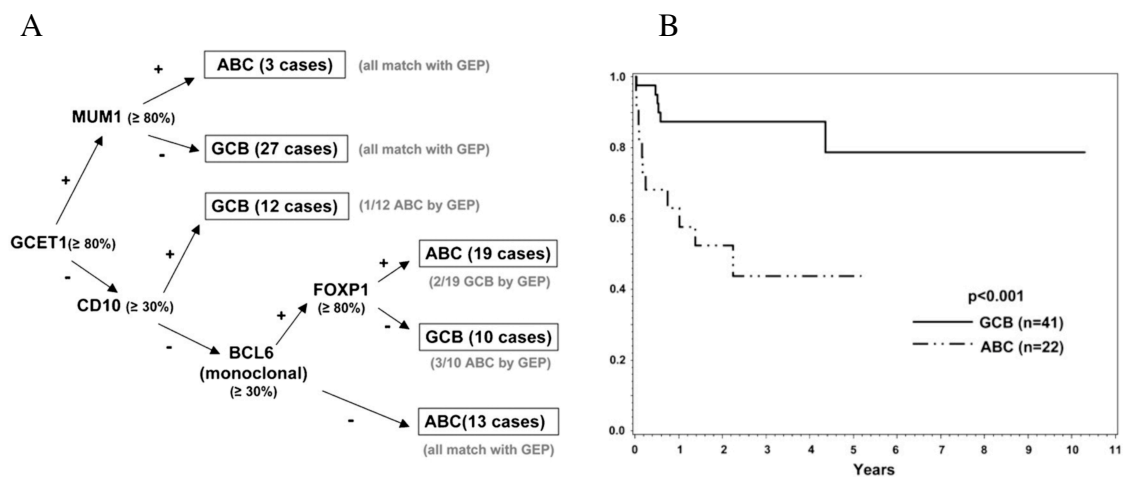 A
ABC (3 cases) (all match with GEP)
+
MUM1 (≥ 80%)
-
GCB (27 cases) (all match with GEP)
+
GCB (12 cases) (1/12 ABC by GEP)
GCET1(≥ 80%)
-
+
CD10 (≥ 30%)
-
ABC (19 cases)
(2/19 GCB by GEP)
+
FOXP1
(≥ 80%)
+
-
GCB (10 cases)
(3/10 ABC by GEP)
BCL6
(monoclonal)
(≥ 30%)
-
ABC(13 cases)
(all match with GEP)
B
1.0
0.8
0.6
0.4
0.2
0.0
p<0.001
GCB (n=41)
ABC (n=22)
0 1 2 3 4 5 6 7 8 9 10 11
Years